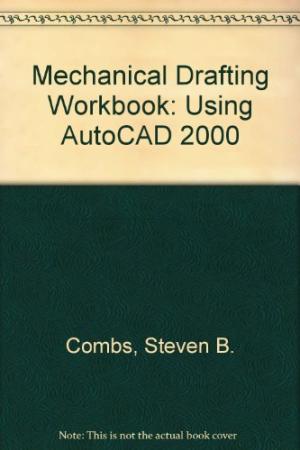 Mechanical Drafting
Workbook: Using
AutoCAD 2000
Combs, Steven B.
Note: This is not the actual book cover